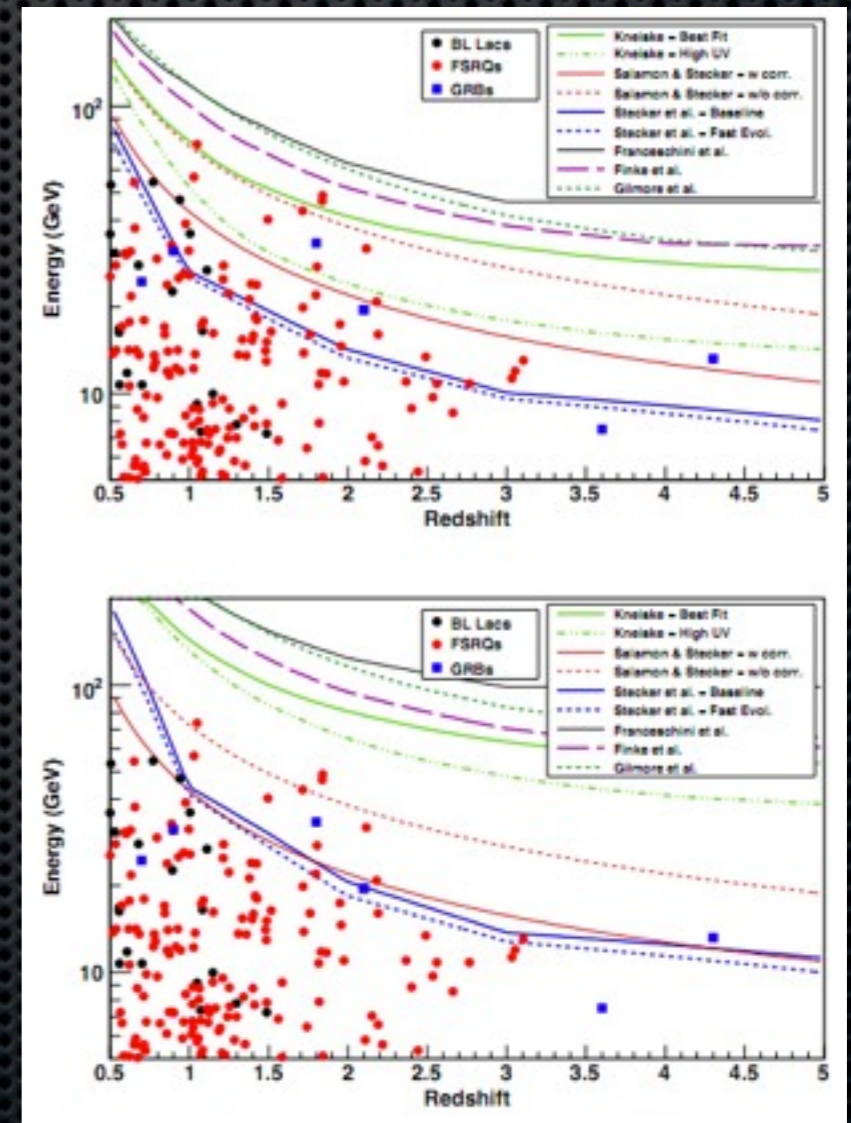 BL Lacs
FSRQs
GRBs
Kneiske - Best Fit
Kneiske - High UV
Salamon & Stecker - w corr.
Salamon & Stecker - w/o corr.
Stecker et al. - Baseline
Stecker et al. - Fast Evol.
Franceschini et al.
Finke et al.
Gilmore et al.
Energy (GeV)
10²
10
0.5 1 1.5 2 2.5 3 3.5 4 4.5 5
Redshift
BL Lacs
FSRQs
GRBs
Kneiske - Best Fit
Kneiske - High UV
Salamon & Stecker - w corr.
Salamon & Stecker - w/o corr.
Stecker et al. - Baseline
Stecker et al. - Fast Evol.
Franceschini et al.
Finke et al.
Gilmore et al.
Energy (GeV)
10²
10
0.5 1 1.5 2 2.5 3 3.5 4 4.5 5
Redshift